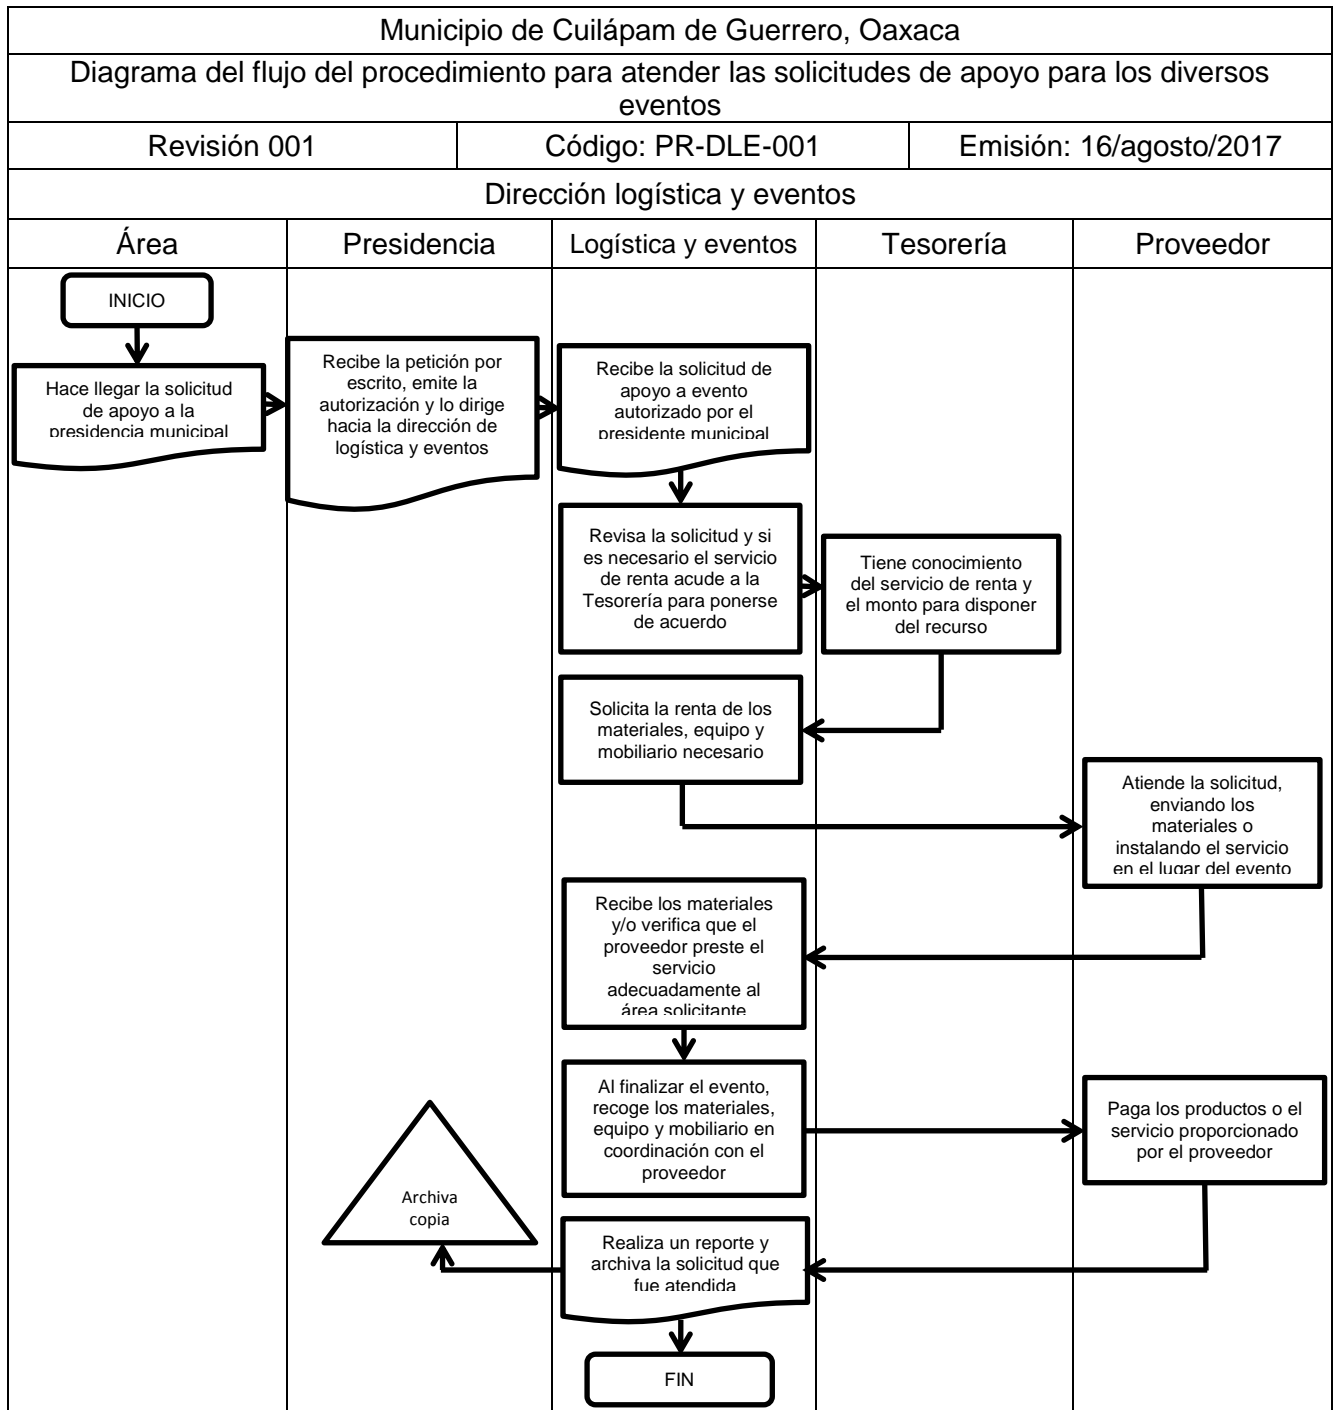 Municipio de Cuilápam de Guerrero, Oaxaca
Diagrama del flujo del procedimiento para atender las solicitudes de apoyo para los diversos
eventos
Revisión 001
Código: PR-DLE-001
Emisión: 16/agosto/2017
Dirección logística y eventos
Área
Presidencia
Logística y eventos
Tesorería
Proveedor
INICIO
Hace llegar la solicitud
de apoyo a la
presidencia municipal
Recibe la petición por
escrito, emite la
autorización y lo dirige
hacia la dirección de
logística y eventos
Recibe la solicitud de
apoyo a evento
autorizado por el
presidente municipal
Revisa la solicitud y si
es necesario el servicio
de renta acude a la
Tesorería para ponerse
de acuerdo
Tiene conocimiento
del servicio de renta y
el monto para disponer
del recurso
Solicita la renta de los
materiales, equipo y
mobiliario necesario
Atiende la solicitud,
enviando los
materiales o
instalando el servicio
en el lugar del evento
Recibe los materiales
y/o verifica que el
proveedor preste el
servicio
adecuadamente al
área solicitante
Al finalizar el evento,
recoge los materiales,
equipo y mobiliario en
coordinación con el
proveedor
Paga los productos o el
servicio proporcionado
por el proveedor
Archiva
copia
Realiza un reporte y
archiva la solicitud que
fue atendida
FIN